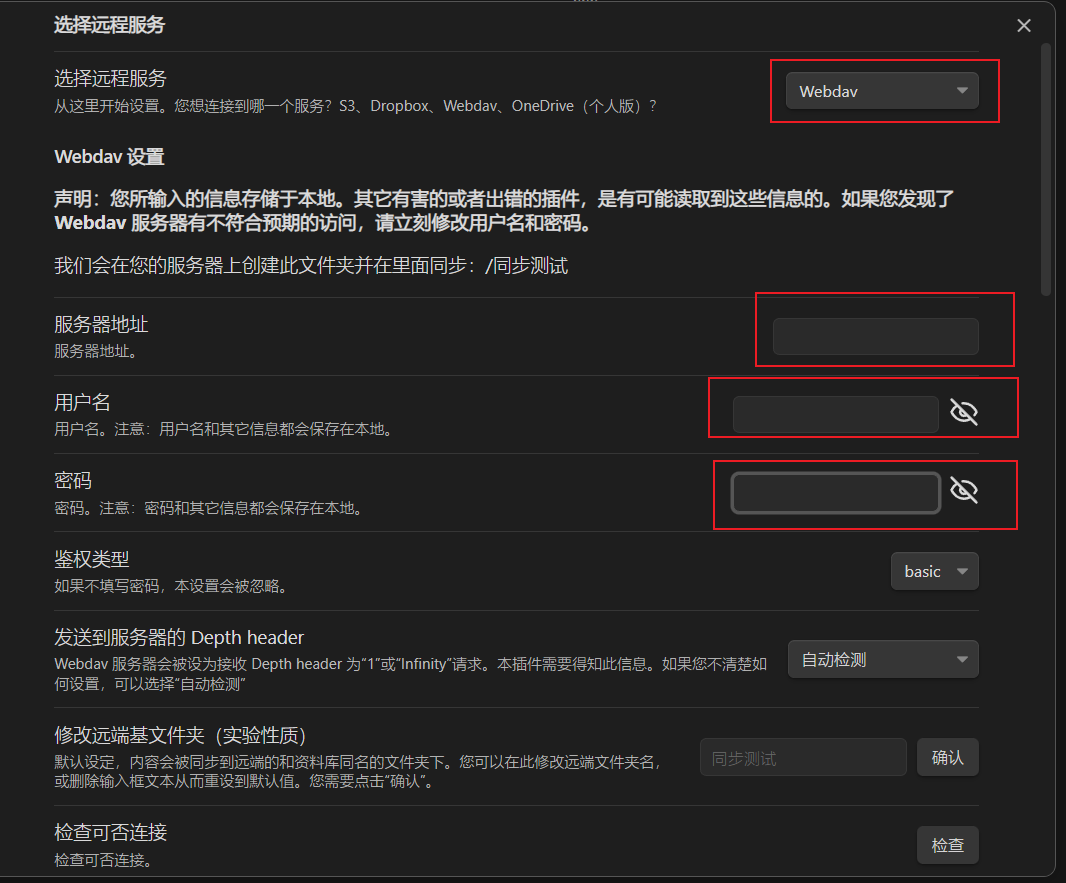 选择远程服务
选择远程服务
从这里开始设置。您想连接到哪一个服务？S3、Dropbox、Webdav、OneDrive（个人版）？
Webdav
Webdav 设置
声明：您所输入的信息存储于本地。其它有害的或者出错的插件，是有可能读取到这些信息的。如果您发现了
Webdav 服务器有不符合预期的访问，请立刻修改用户名和密码。
我们会在您的服务器上创建此文件夹并在里面同步：/同步测试
服务器地址
服务器地址。
用户名
用户名。注意：用户名和其它信息都会保存在本地。
密码
密码。注意：密码和其它信息都会保存在本地。
鉴权类型
如果不填写密码，本设置会被忽略。
basic
发送到服务器的 Depth header
Webdav 服务器会被设为接收 Depth header 为“1”或“Infinity”请求。本插件需要得知此信息。如果您不清楚如
何设置，可以选择“自动检测”
自动检测
修改远端基文件夹（实验性质）
默认设定，内容会被同步到远端的和资料库同名的文件夹下。您可以在此修改远端文件夹名，
或删除输入框文本从而重设到默认值。您需要点击“确认”。
同步测试
确认
检查可否连接
检查可否连接。
检查